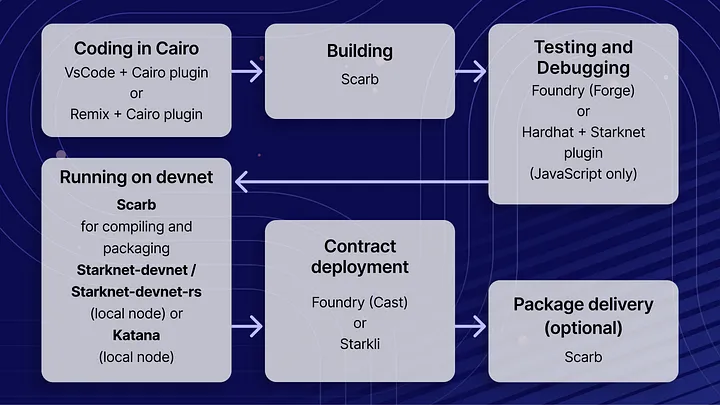 Coding in Cairo
VsCode + Cairo plugin
or
Remix + Cairo plugin
Building
Scarb
Testing and
Debugging
Foundry (Forge)
or
Hardhat + Starknet
plugin
(JavaScript only)
Running on devnet
Scarb
for compiling and
packaging
Starknet-devnet /
Starknet-devnet-rs
(local node) or
Katana
(local node)
Contract
deployment
Foundry (Cast)
or
Starkli
Package delivery
(optional)
Scarb